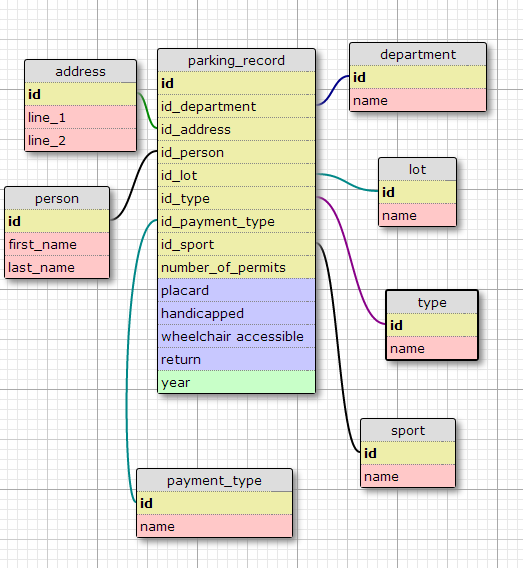 address
id
line_1
line_2
person
id
first_name
last_name
parking_record
id
id_department
id_address
id_person
id_lot
id_type
id_payment_type
id_sport
number_of_permits
placard
handicapped
wheelchair accessible
return
year
department
id
name
lot
id
name
type
id
name
sport
id
name
payment_type
id
name